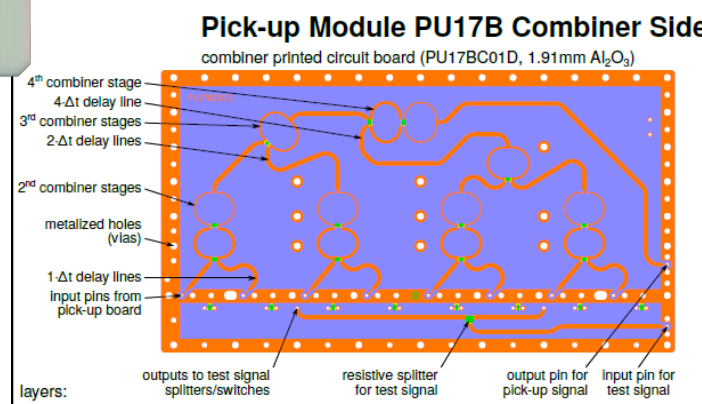 Pick-up Module PU17B Combiner Side
combiner printed circuit board (PU17BC01D, 1.91mm Al₂O₃)
4th combiner stage
4·Δt delay line
3rd combiner stages
2·Δt delay lines
2nd combiner stages
metalized holes
(vias)
1·Δt delay lines
input pins from
pick-up board
outputs to test signal
splitters/switches
resistive splitter
for test signal
output pin for
pick-up signal
input pin for
test signal
layers: